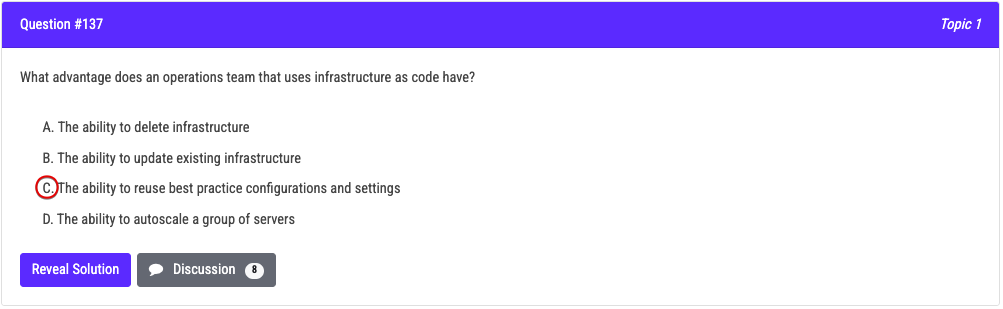 Question #137
Topic 1
What advantage does an operations team that uses infrastructure as code have?
A. The ability to delete infrastructure
B. The ability to update existing infrastructure
C. The ability to reuse best practice configurations and settings
D. The ability to autoscale a group of servers
Reveal Solution
Discussion 8